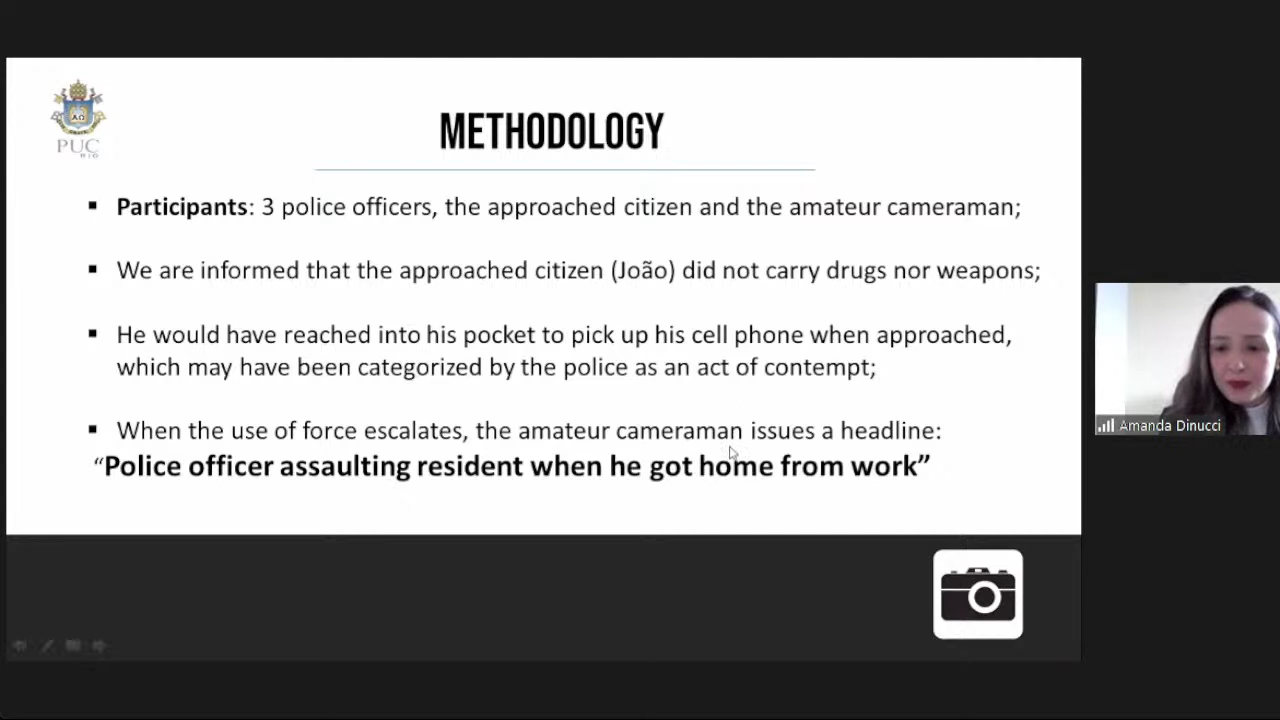 PUC
RIO
METHODOLOGY
▪ Participants: 3 police officers, the approached citizen and the amateur cameraman;
▪ We are informed that the approached citizen (João) did not carry drugs nor weapons;
▪ He would have reached into his pocket to pick up his cell phone when approached,
which may have been categorized by the police as an act of contempt;
▪ When the use of force escalates, the amateur cameraman issues a headline:
“Police officer assaulting resident when he got home from work”
Amanda Dinucci